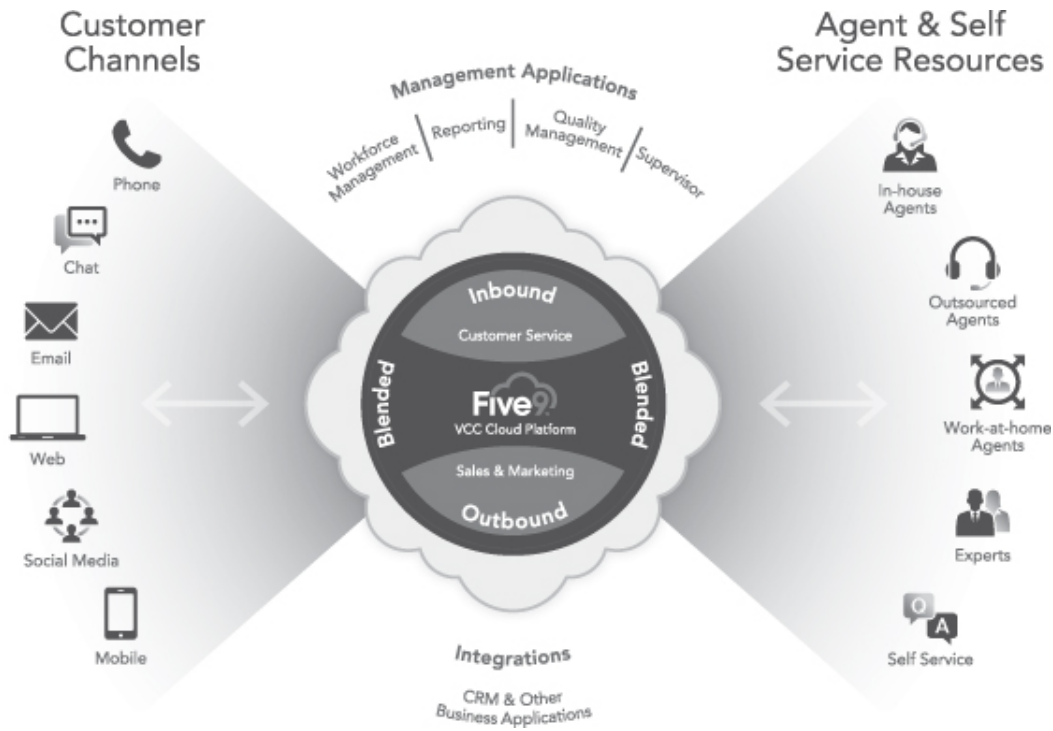 Customer
Channels
Phone
Chat
Email
Web
Social Media
Mobile
Management Applications
Workforce
Management
Reporting
Quality
Management
Supervisor
Inbound
Customer Service
Blended
Blended
Five9
VCC Cloud Platform
Sales & Marketing
Outbound
Integrations
CRM & Other
Business Applications
Agent & Self
Service Resources
In-house
Agents
Outsourced
Agents
Work-at-home
Agents
Experts
Q
A
Self Service